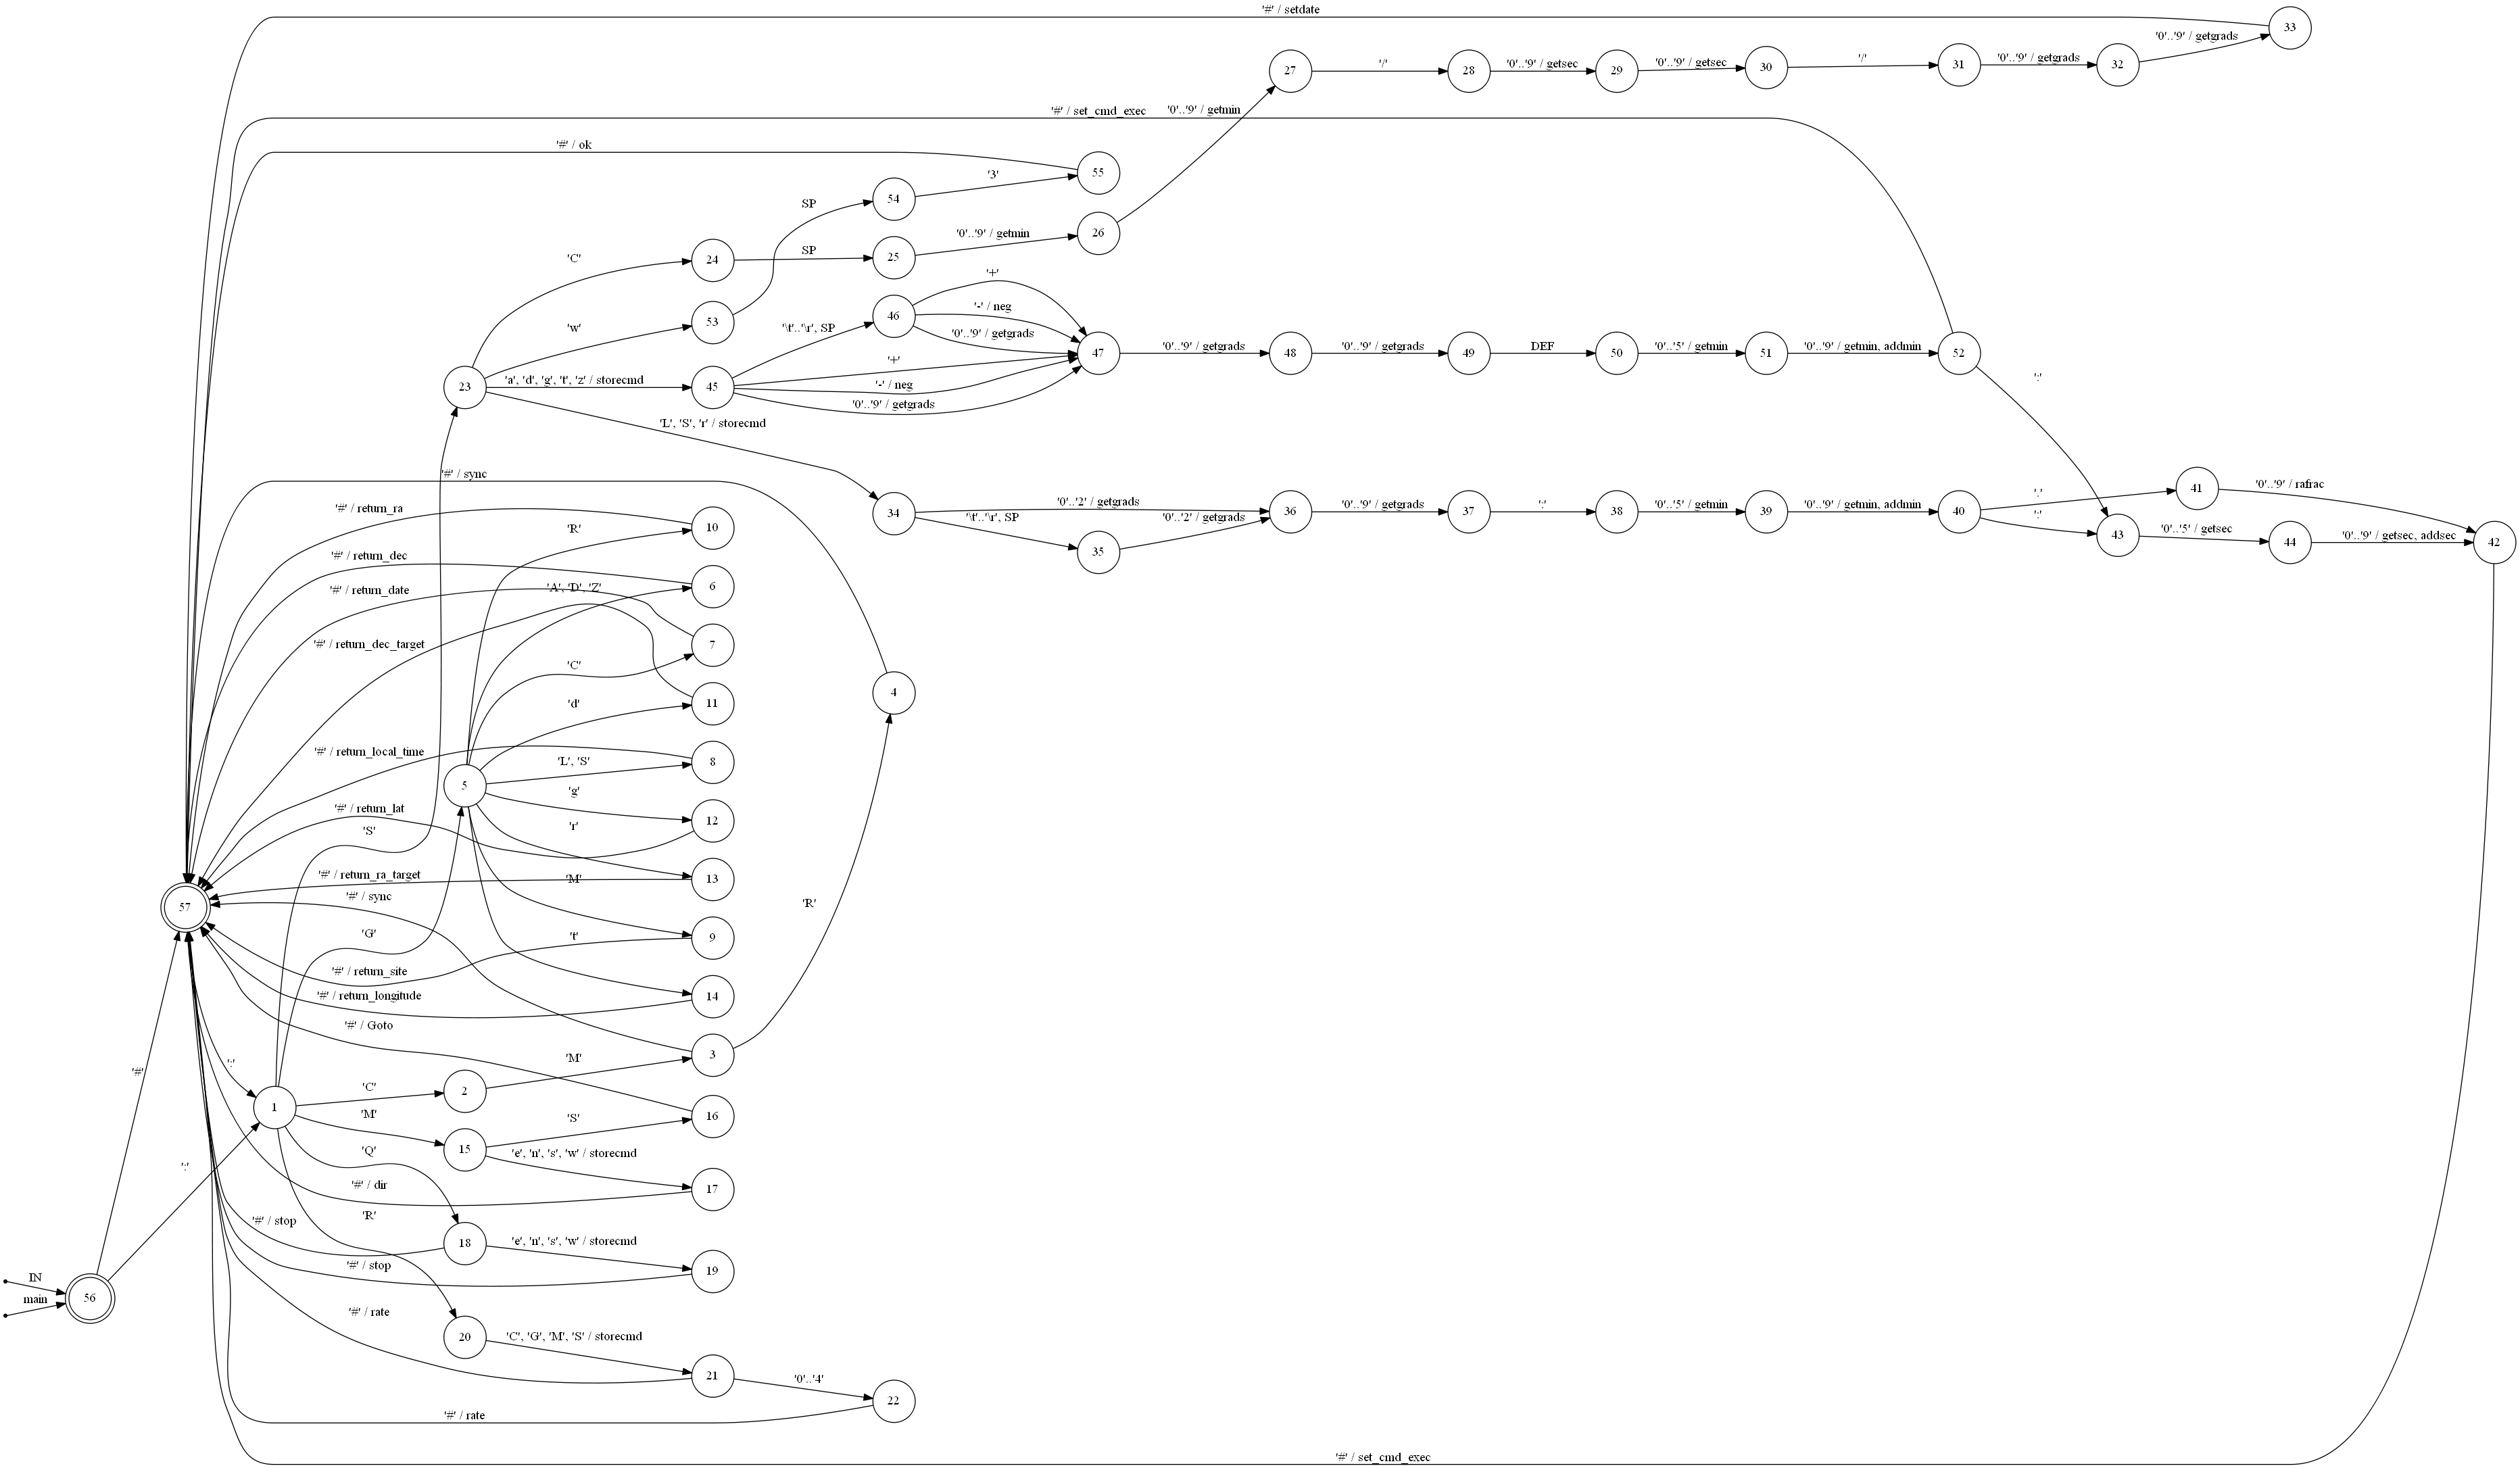 '#' / setdate
33
'0'..'9' / getgrads
27
'/'
28
'0'..'9' / getsec
29
'0'..'9' / getsec
30
'/'
31
'0'..'9' / getgrads
32
'#' / set_cmd_exec
'0'..'9' / getmin
'#' / ok
55
'3'
54
SP
26
'0'..'9' / getmin
25
SP
24
'C'
53
'w'
46
'+'
'-' / neg
'0'..'9' / getgrads
'\t'..'\r', SP
23
'a', 'd', 'g', 't', 'z' / storecmd
45
'+'
'-' / neg
'0'..'9' / getgrads
47
'0'..'9' / getgrads
48
'0'..'9' / getgrads
49
DEF
50
'0'..'5' / getmin
51
'0'..'9' / getmin, addmin
52
':'
'L', 'S', 'r' / storecmd
'#' / sync
34
'0'..'2' / getgrads
'\t'..'\r', SP
35
'0'..'2' / getgrads
36
'0'..'9' / getgrads
37
':'
38
'0'..'5' / getmin
39
'0'..'9' / getmin, addmin
40
'.'
':'
41
'0'..'9' / rafrac
43
'0'..'5' / getsec
44
'0'..'9' / getsec, addsec
42
'#' / return_ra
'R'
10
'#' / return_dec
'A', 'D', 'Z'
6
'#' / return_date
'C'
7
'#' / return_dec_target
'd'
11
4
'#' / return_local_time
5
'L', 'S'
8
'#' / return_lat
'g'
12
'S'
'r'
13
57
'#' / return_ra_target
'M'
'#' / sync
'R'
'G'
't'
9
'#' / return_site
'#' / return_longitude
14
'#' / Goto
'M'
3
':'
'#'
1
'C'
2
'M'
15
'S'
16
'Q'
'e', 'n', 's', 'w' / storecmd
17
':'
'#' / dir
'R'
'#' / stop
18
'e', 'n', 's', 'w' / storecmd
19
'#' / stop
IN
main
56
'#' / rate
20
'C', 'G', 'M', 'S' / storecmd
21
'0'..'4'
22
'#' / rate
'#' / set_cmd_exec